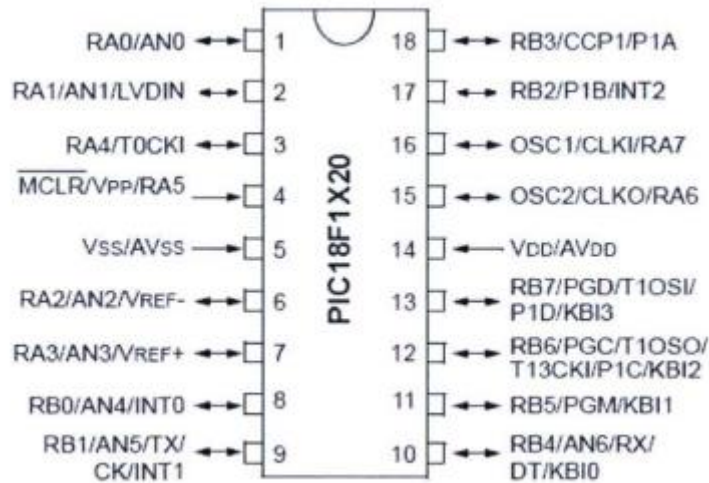 RA0/AN0 1 18 RB3/CCP1/P1A
RA1/AN1/LVDIN 2 17 RB2/P1B/INT2
RA4/T0CKI 3 16 OSC1/CLKI/RA7
MCLR/VPP/RA5 4 15 OSC2/CLKO/RA6
VSS/AVSS 5 14 VDD/AVDD
RA2/AN2/VREF- 6 13 RB7/PGD/T1OSI/
P1D/KBI3
RA3/AN3/VREF+ 7 12 RB6/PGC/T1OSO/
T13CKI/P1C/KBI2
RB0/AN4/INT0 8 11 RB5/PGM/KBI1
RB1/AN5/TX/
CK/INT1 9 10 RB4/AN6/RX/
DT/KBI0
PIC18F1X20